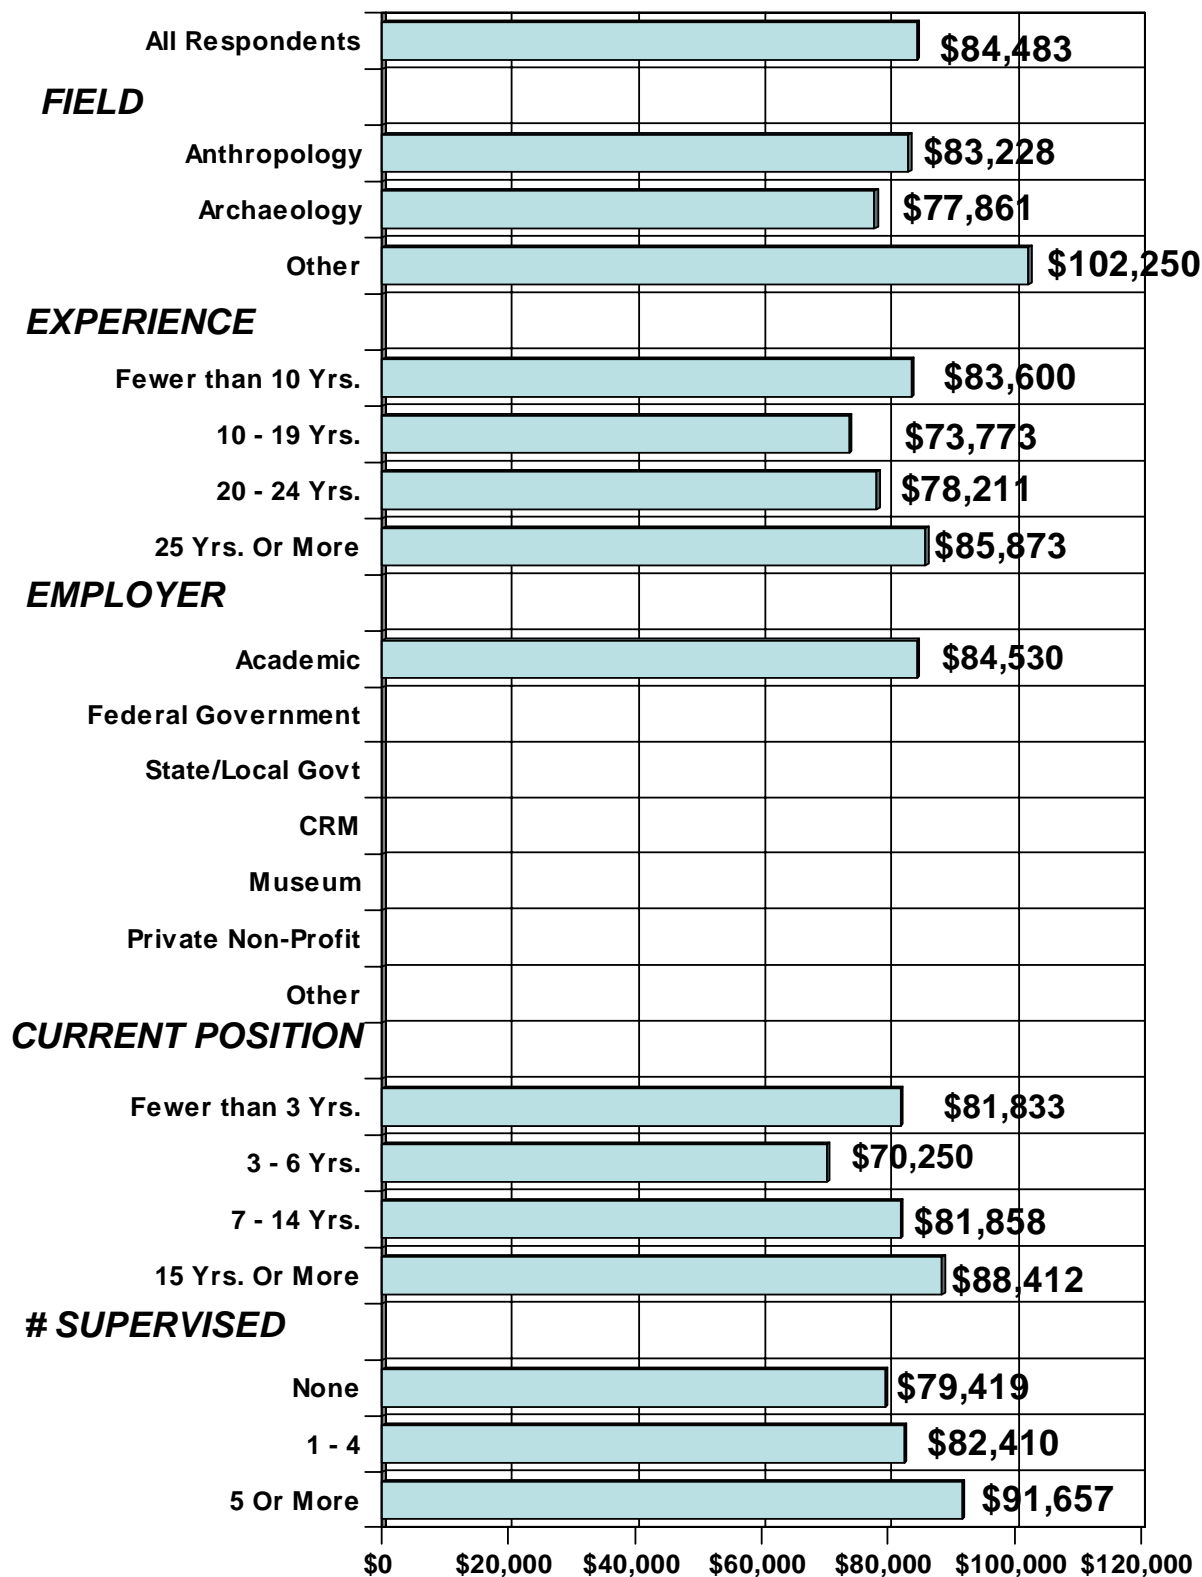 All Respondents $84,483
FIELD
Anthropology $83,228
Archaeology $77,861
Other $102,250
EXPERIENCE
Fewer than 10 Yrs. $83,600
10 - 19 Yrs. $73,773
20 - 24 Yrs. $78,211
25 Yrs. Or More $85,873
EMPLOYER
Academic $84,530
Federal Government
State/Local Govt
CRM
Museum
Private Non-Profit
Other
CURRENT POSITION
Fewer than 3 Yrs. $81,833
3 - 6 Yrs. $70,250
7 - 14 Yrs. $81,858
15 Yrs. Or More $88,412
# SUPERVISED
None $79,419
1 - 4 $82,410
5 Or More $91,657
$0 $20,000 $40,000 $60,000 $80,000 $100,000 $120,000